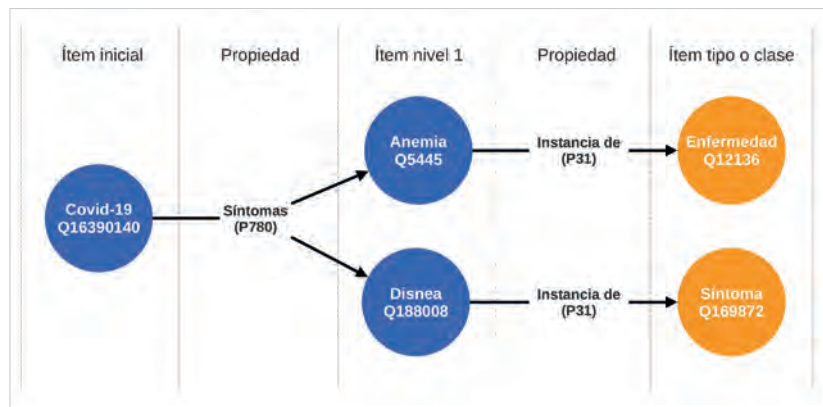 Ítem inicial
Propiedad
Ítem nivel 1
Propiedad
Ítem tipo o clase
Anemia
Q5445
Instancia de
(P31)
Enfermedad
Q12136
Covid-19
Q16390140
Síntomas
(P780)
Disnea
Q188008
Instancia de
(P31)
Síntoma
Q169872